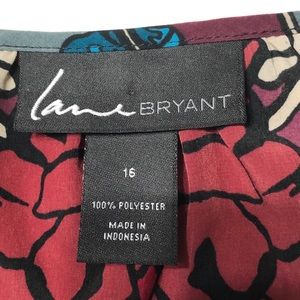 lane BRYANT
16
100% POLYESTER
MADE IN
INDONESIA